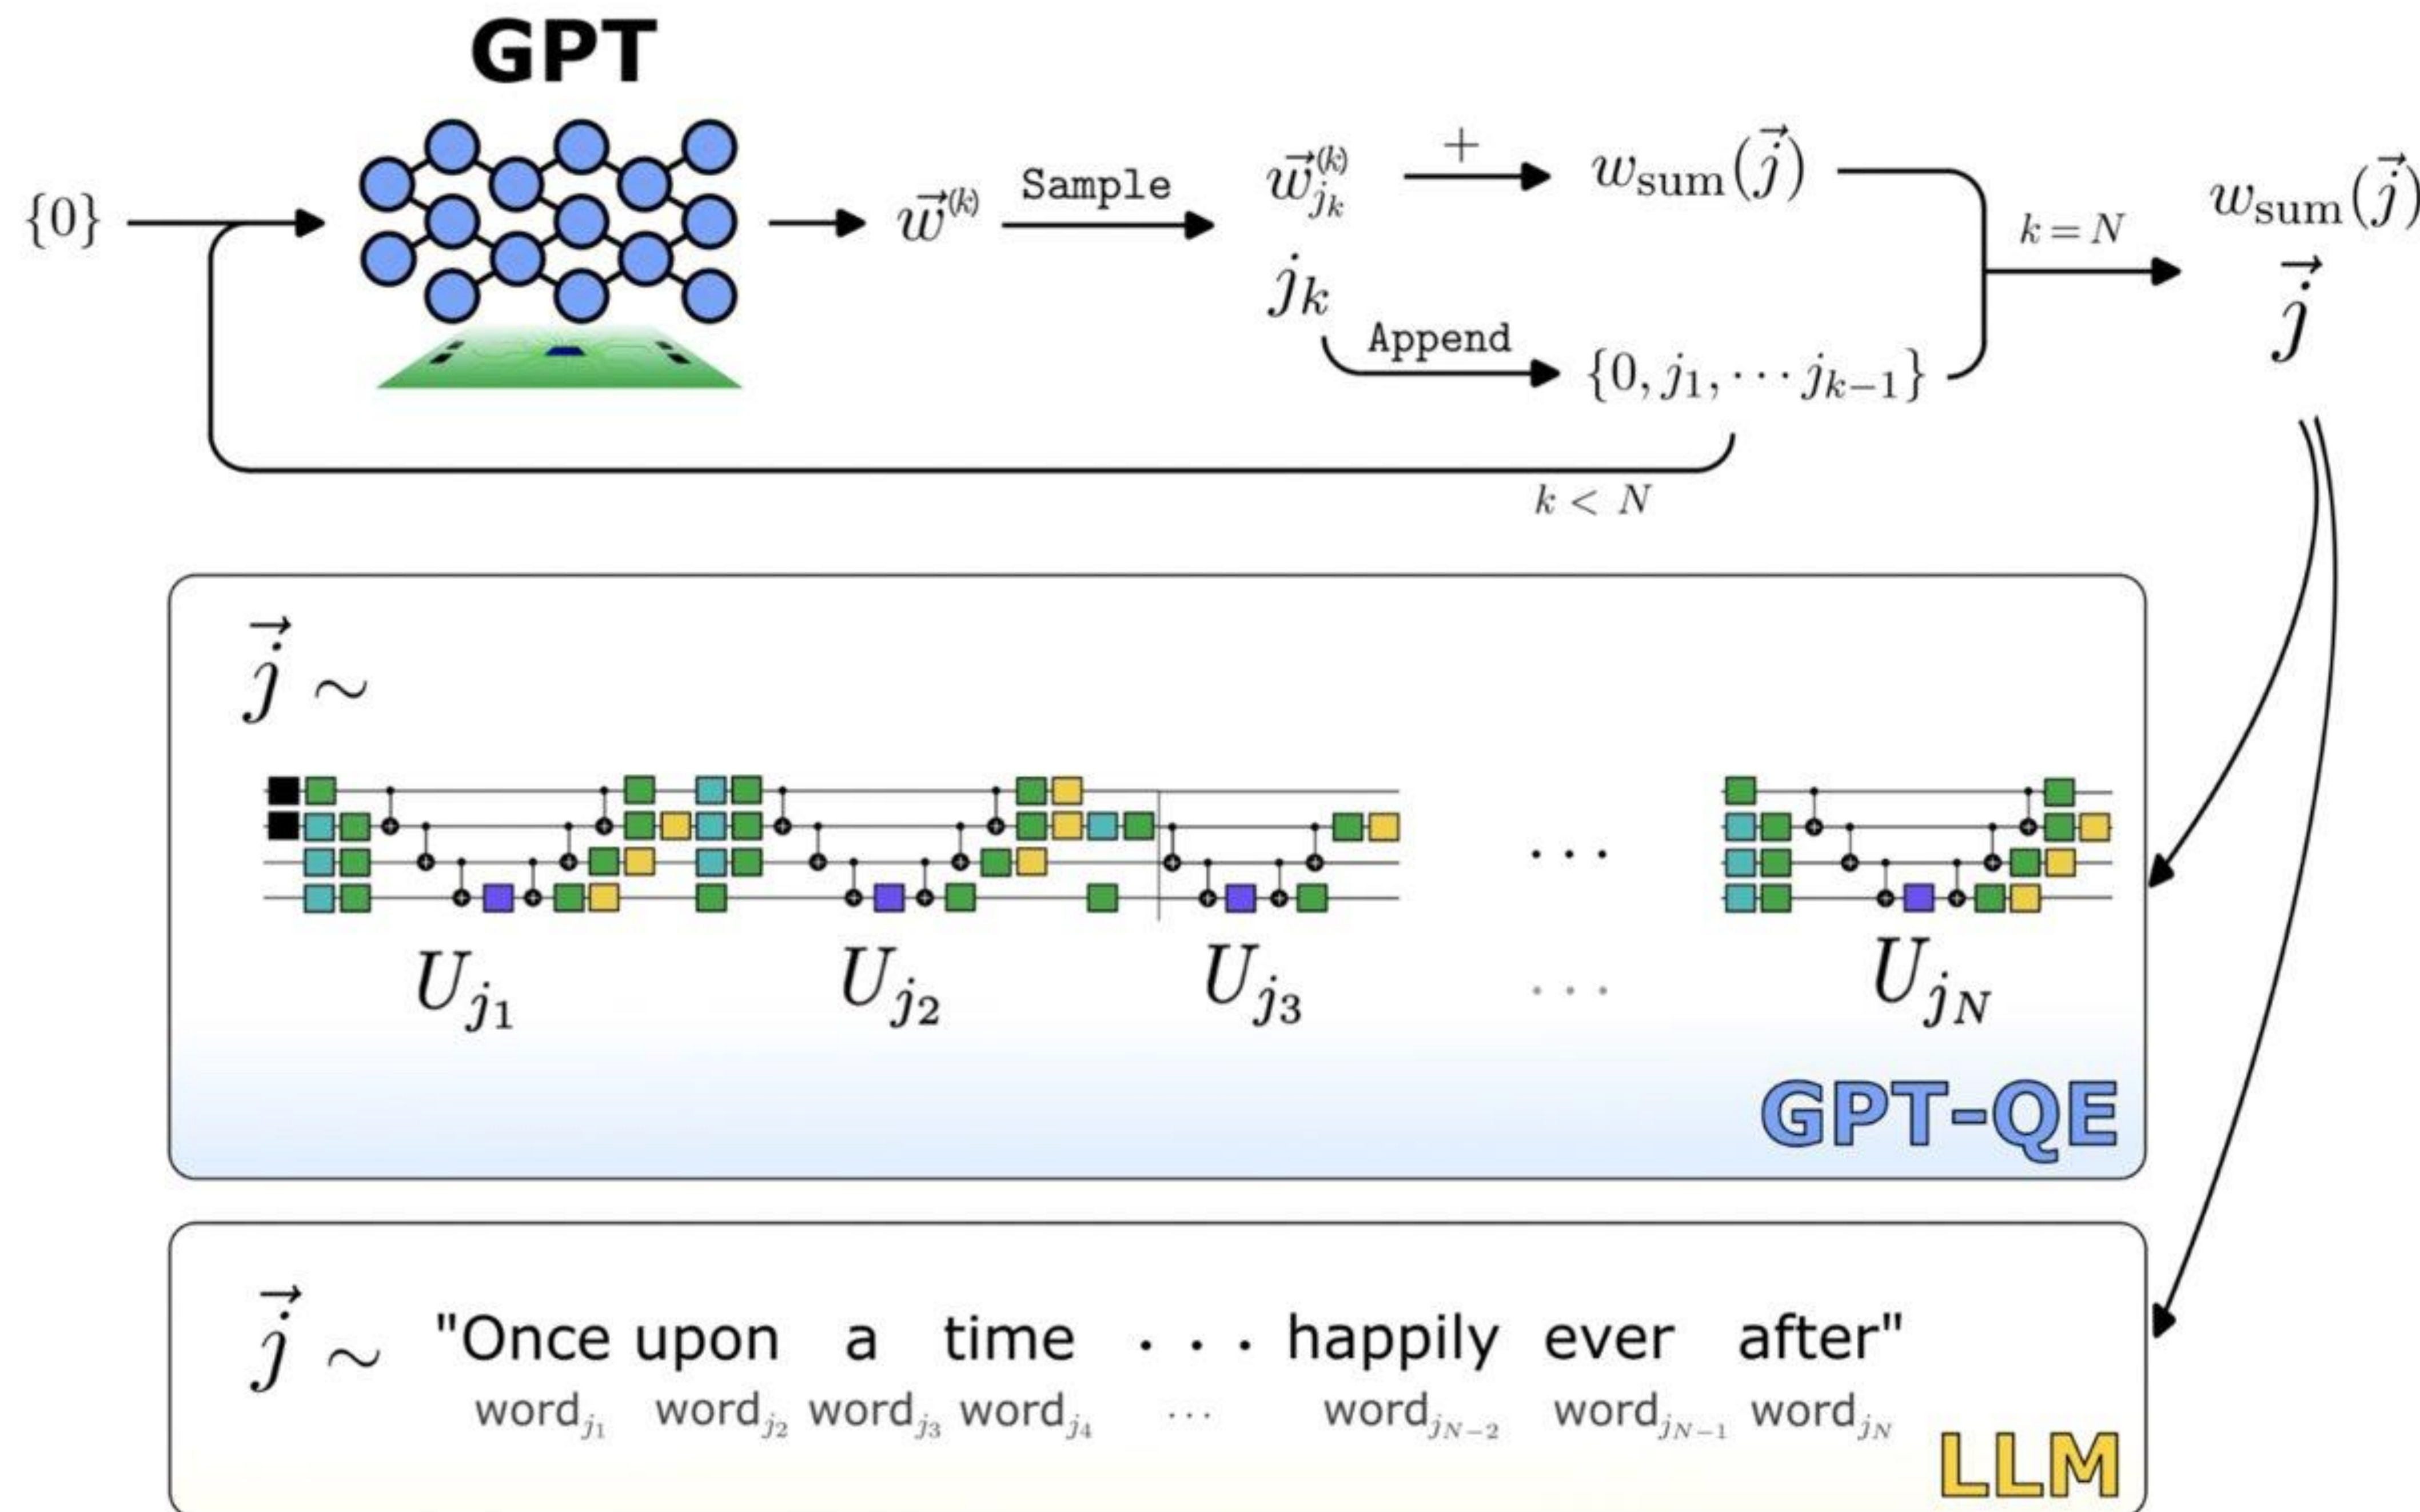 GPT
{0}
w⃗^(k)
Sample
w⃗_{j_k}^(k)
j_k
+
w_sum(j⃗)
Append
{0, j_1, ··· j_{k−1}}
k = N
w_sum(j⃗)
j⃗
k < N
j⃗ ~
···
U_{j_1} U_{j_2} U_{j_3} ··· U_{j_N}
GPT-QE
j⃗ ~ "Once upon a time ··· happily ever after"
word_{j_1} word_{j_2} word_{j_3} word_{j_4} ··· word_{j_{N−2}} word_{j_{N−1}} word_{j_N}
LLM